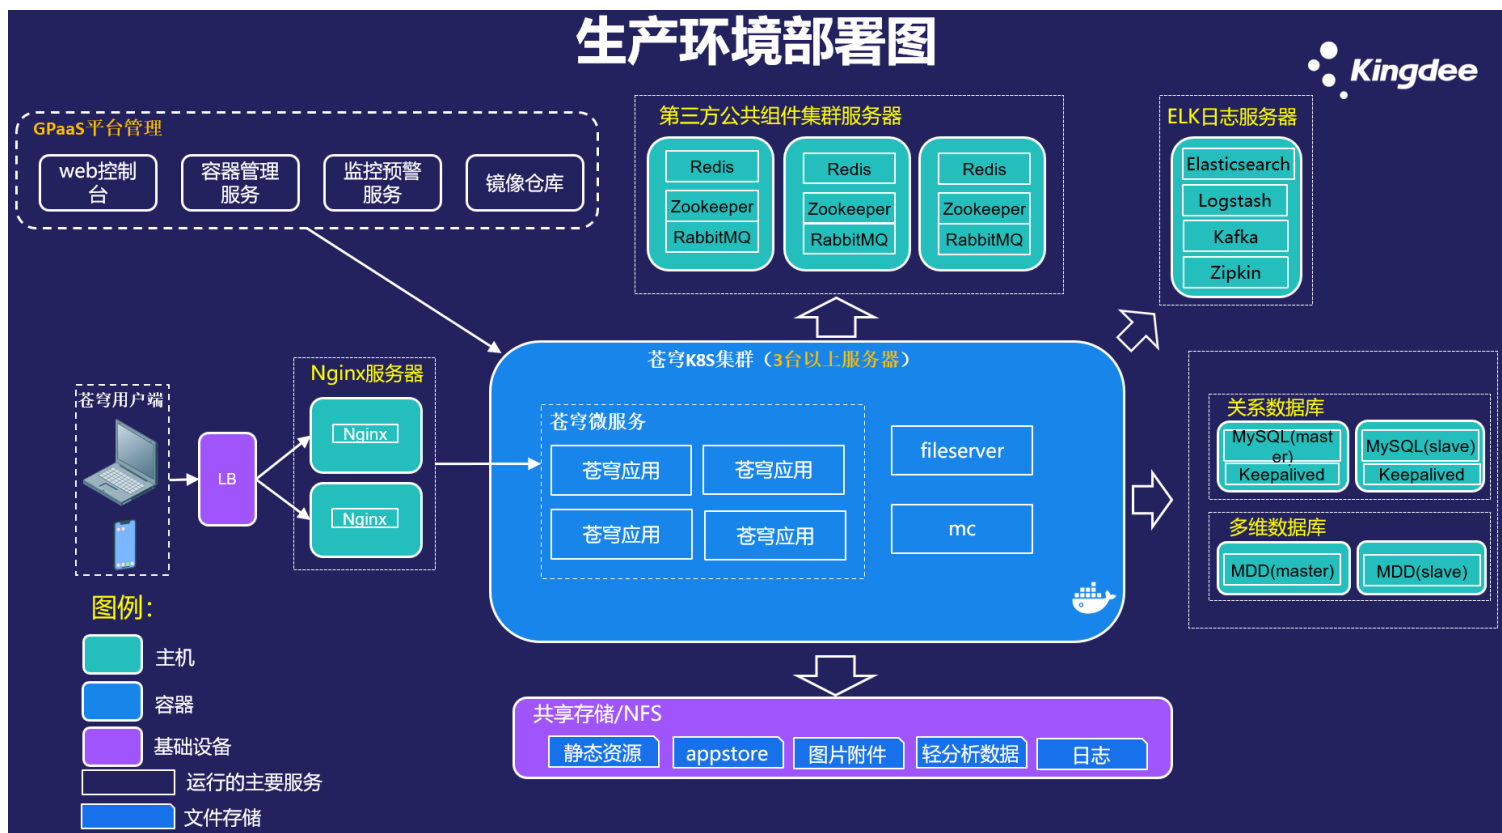 生产环境部署图
Kingdee
GPaaS平台管理
web控制
台
容器管理
服务
监控预警
服务
镜像仓库
第三方公共组件集群服务器
Redis
Zookeeper
RabbitMQ
Redis
Zookeeper
RabbitMQ
Redis
Zookeeper
RabbitMQ
ELK日志服务器
Elasticsearch
Logstash
Kafka
Zipkin
苍穹用户端
LB
Nginx服务器
Nginx
Nginx
苍穹K8S集群（3台以上服务器）
苍穹微服务
苍穹应用
苍穹应用
苍穹应用
苍穹应用
fileserver
mc
关系数据库
MySQL(mast
er)
Keepalived
MySQL(slave)
Keepalived
多维数据库
MDD(master)
MDD(slave)
共享存储/NFS
静态资源
appstore
图片附件
轻分析数据
日志
图例：
主机
容器
基础设备
运行的主要服务
文件存储